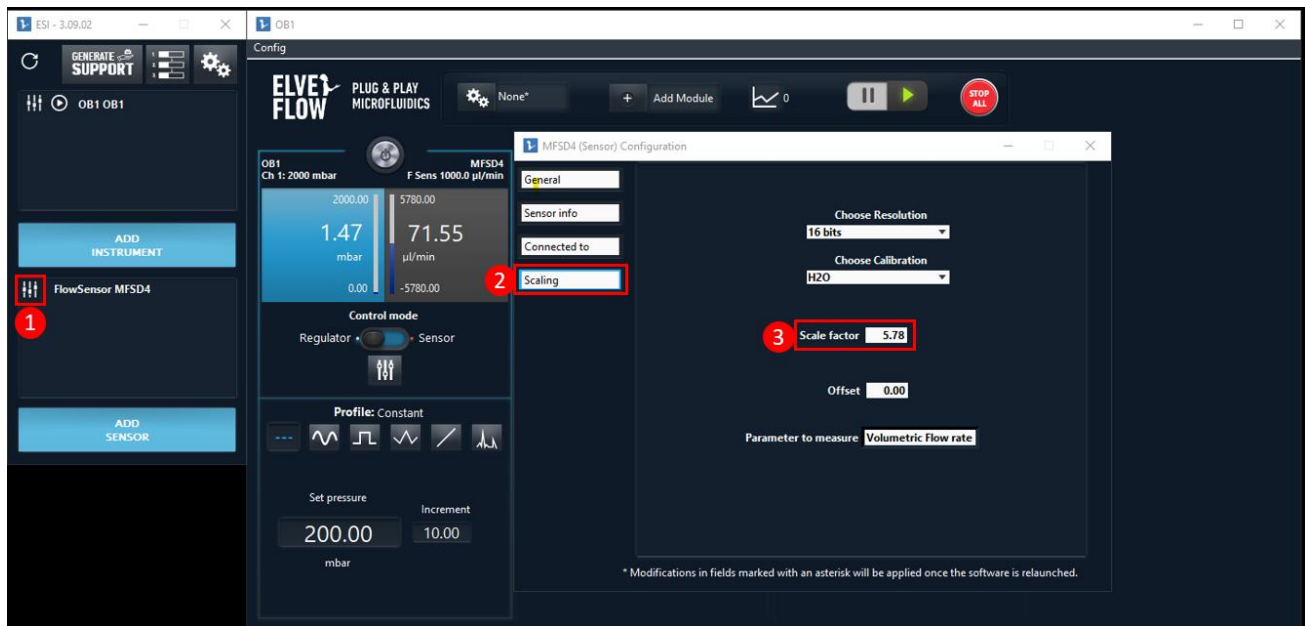 ESI - 3.09.02
GENERATE
SUPPORT
OB1 OB1
ADD
INSTRUMENT
1
FlowSensor MFSD4
ADD
SENSOR
OB1
Config
ELVE
FLOW
PLUG & PLAY
MICROFLUIDICS
None*
+ Add Module
0
STOP
ALL
OB1
Ch 1: 2000 mbar
MFSD4
F Sens 1000.0 µl/min
2000.00
5780.00
1.47
71.55
mbar
µl/min
0.00
-5780.00
Control mode
Regulator
Sensor
Profile: Constant
Set pressure
Increment
200.00
10.00
mbar
MFSD4 (Sensor) Configuration
General
Sensor info
Connected to
2
Scaling
Choose Resolution
16 bits
Choose Calibration
H2O
3
Scale factor 5.78
Offset 0.00
Parameter to measure Volumetric Flow rate
* Modifications in fields marked with an asterisk will be applied once the software is relaunched.